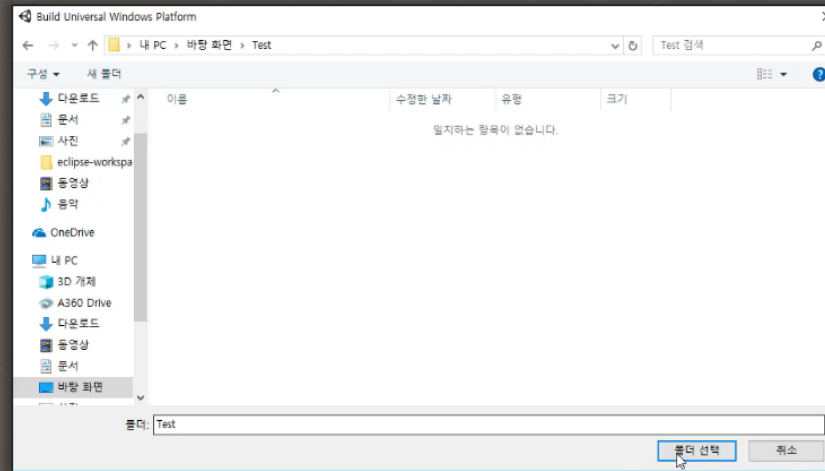 Build Universal Windows Platform
내 PC > 바탕 화면 > Test
Test 검색
구성
새 폴더
이름
수정한 날짜
유형
크기
일치하는 항목이 없습니다.
다운로드
문서
사진
eclipse-workspa
동영상
음악
OneDrive
내 PC
3D 개체
A360 Drive
다운로드
동영상
문서
바탕 화면
폴더: Test
폴더 선택
취소